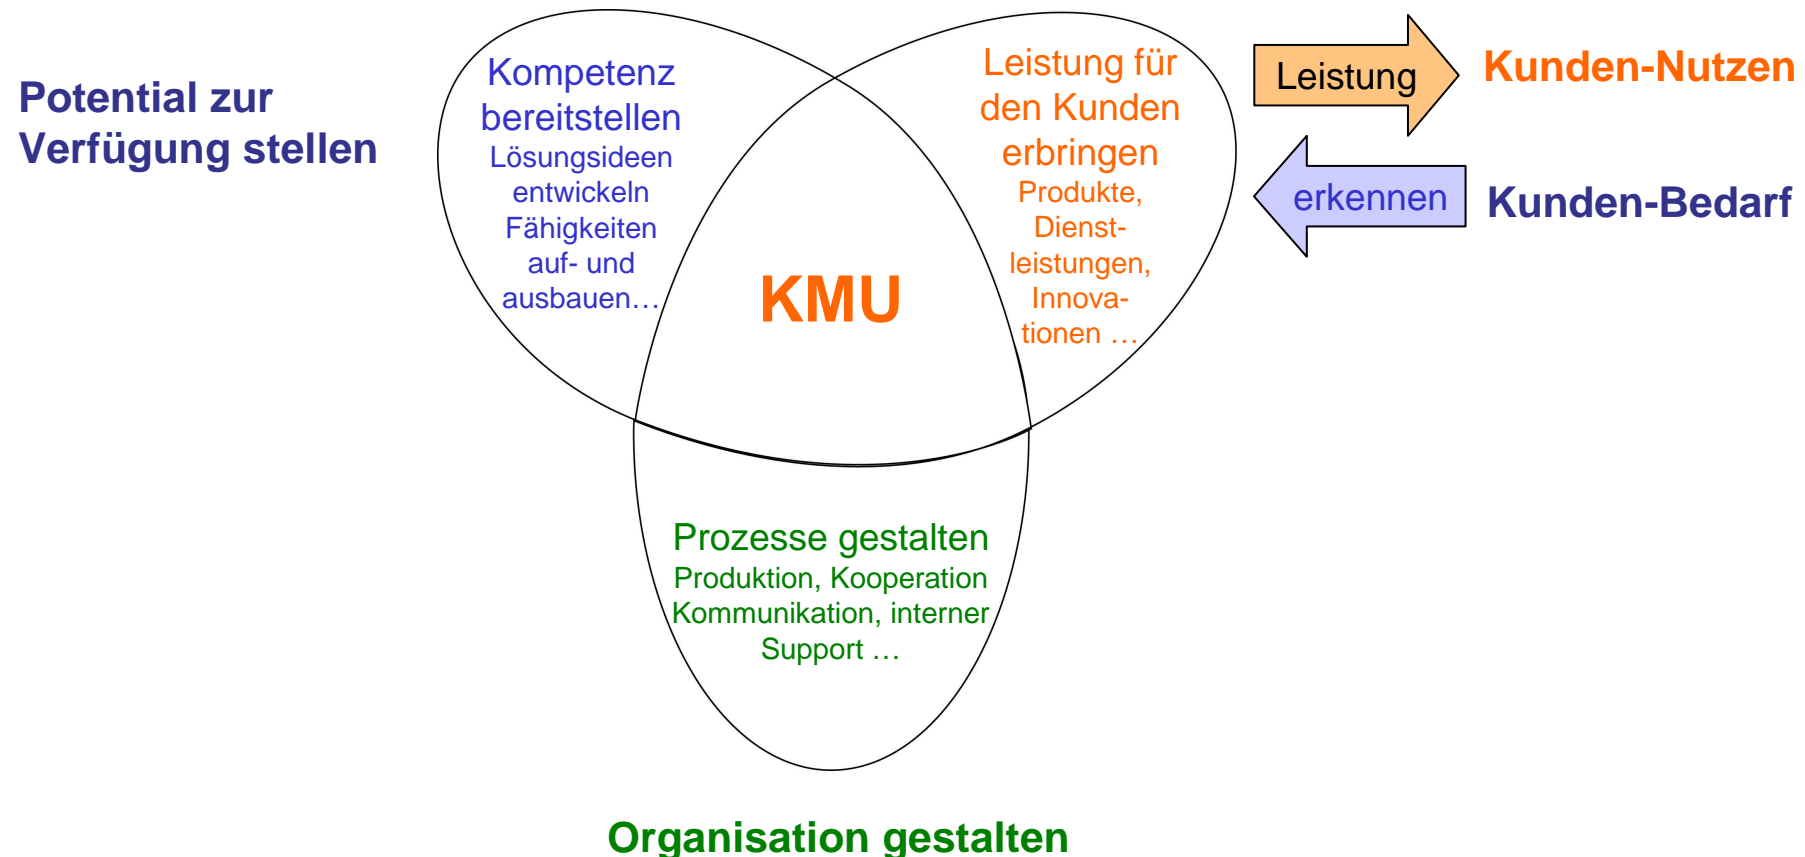 Potential zur
Verfügung stellen
Kompetenz
bereitstellen
Lösungsideen
entwickeln
Fähigkeiten
auf- und
ausbauen…
KMU
Leistung für
den Kunden
erbringen
Produkte,
Dienst-
leistungen,
Innova-
tionen …
Leistung
Kunden-Nutzen
erkennen
Kunden-Bedarf
Prozesse gestalten
Produktion, Kooperation
Kommunikation, interner
Support …
Organisation gestalten